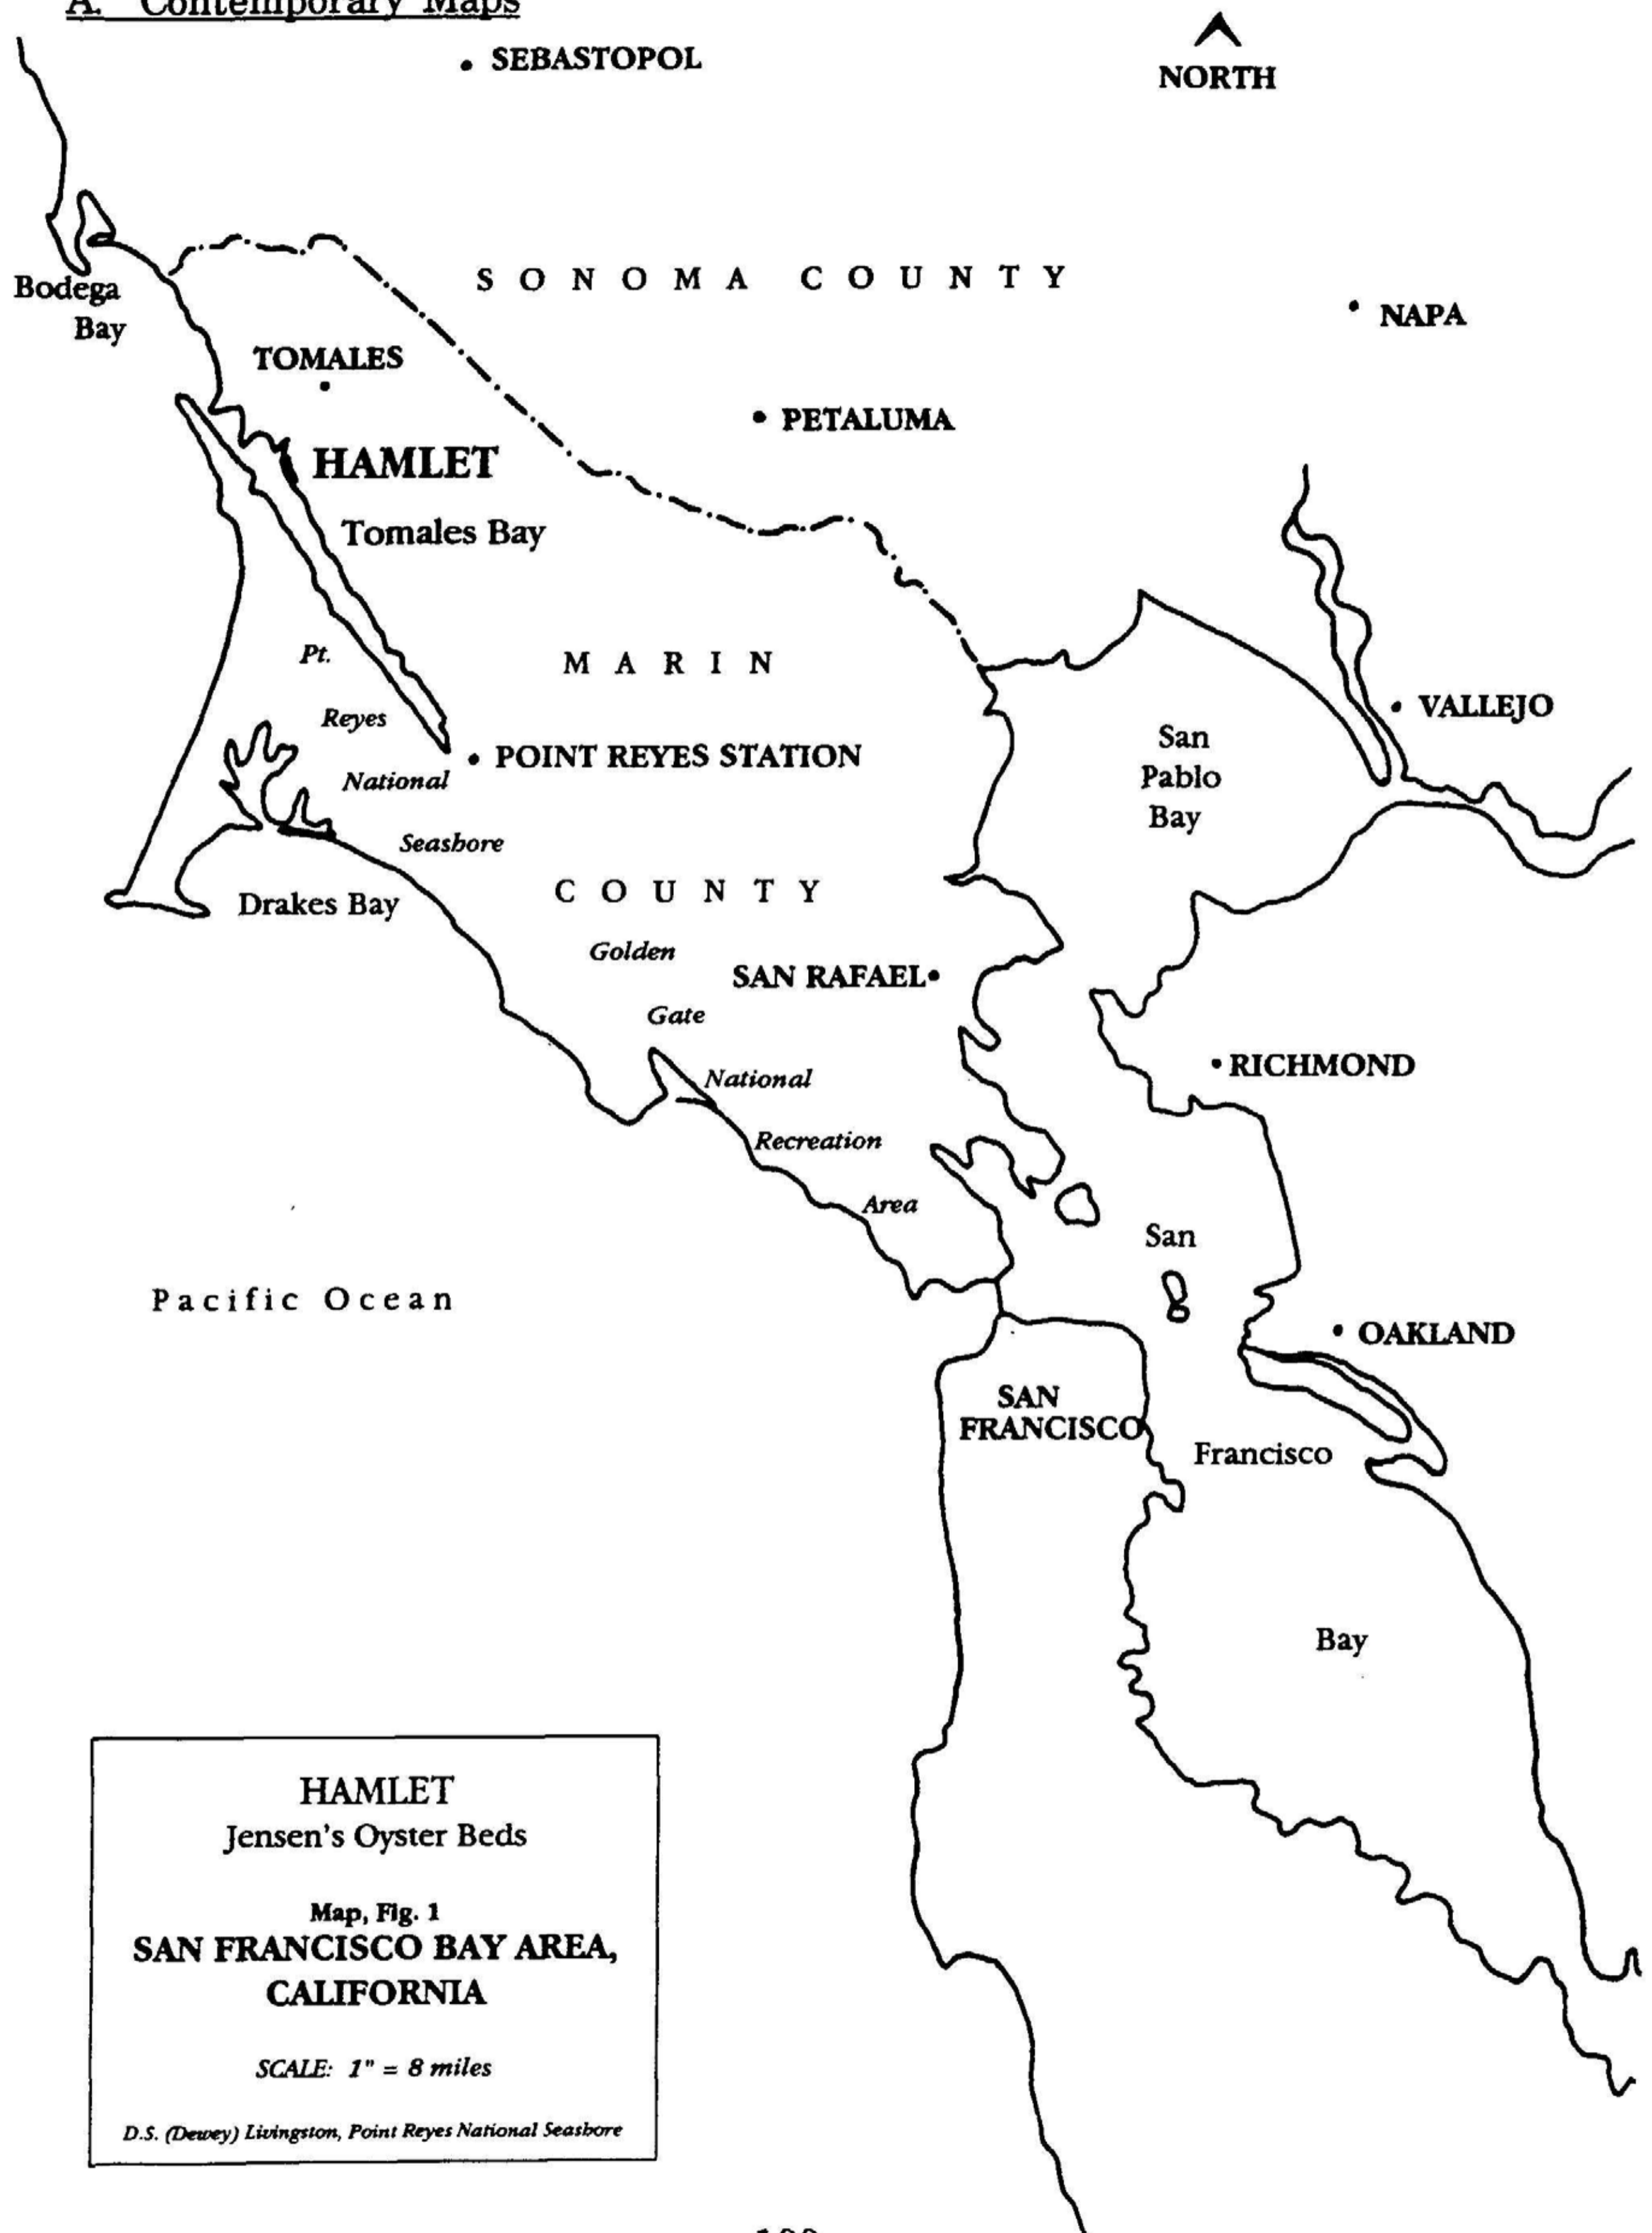 A. Contemporary Maps
SEBASTOPOL
NORTH
Bodega
Bay
SONOMA COUNTY
NAPA
TOMALES
PETALUMA
HAMLET
Tomales Bay
Pt.
MARIN
Reyes
VALLEJO
San
Pablo
Bay
POINT REYES STATION
National
Seashore
COUNTY
Drakes Bay
Golden
SAN RAFAEL
Gate
RICHMOND
National
Recreation
Area
San
Pacific Ocean
OAKLAND
SAN
FRANCISCO
Francisco
Bay
HAMLET
Jensen's Oyster Beds
Map, Fig. 1
SAN FRANCISCO BAY AREA,
CALIFORNIA
SCALE: 1" = 8 miles
D.S. (Dewey) Livingston, Point Reyes National Seashore